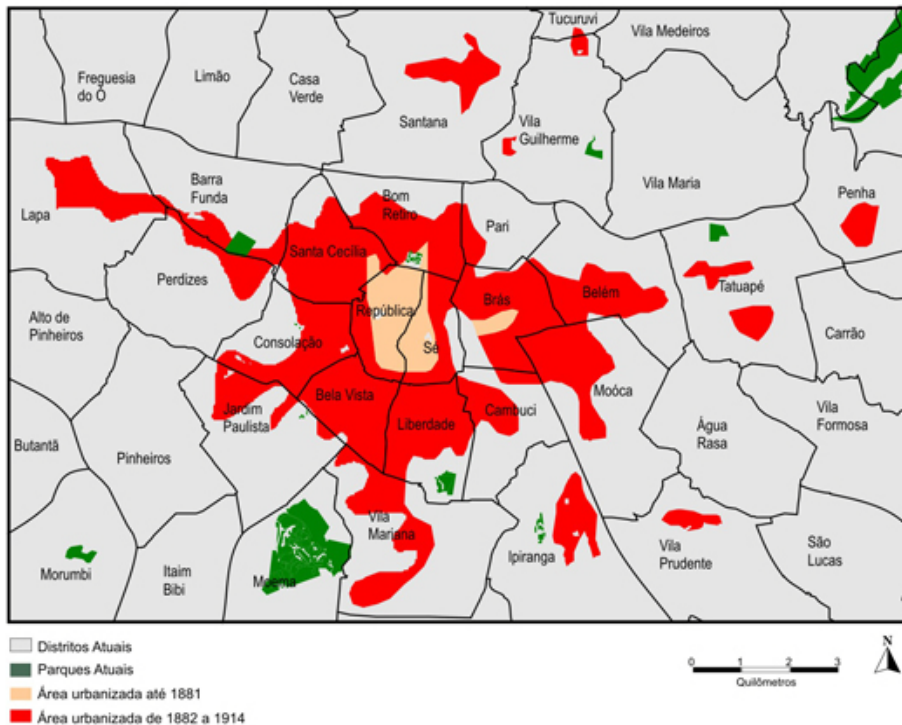 Tucuruvi
Vila Medeiros
Freguesia
do Ó
Limão
Casa
Verde
Santana
Vila
Guilherme
Vila Maria
Penha
Lapa
Barra
Funda
Bom
Retiro
Pari
Santa Cecília
Perdizes
República
Brás
Belém
Tatuapé
Alto de
Pinheiros
Consolação
Sé
Carrão
Bela Vista
Moóca
Jardim
Paulista
Liberdade
Cambuci
Água
Rasa
Vila
Formosa
Butantã
Pinheiros
Vila
Mariana
Ipiranga
Vila
Prudente
São
Lucas
Morumbi
Itaim
Bibi
Moema
Distritos Atuais
Parques Atuais
Área urbanizada até 1881
Área urbanizada de 1882 a 1914
0 1 2 3
Quilômetros
N